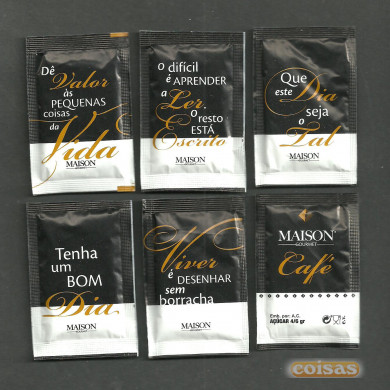 Dê
Valor
às
PEQUENAS
coisas
da
Vida
MAISON
o difícil
é APRENDER
a
Ler.
o resto
ESTÁ
Escrito
MAISON
Que
este Dia
seja
o
Tal
MAISON
Tenha
um
BOM
Dia
MAISON
Viver
é DESENHAR
sem
borracha
MAISON
MAISON
GOURMET
Café
Emb. por: A.C.
AÇÚCAR 4/6 gr
coisas